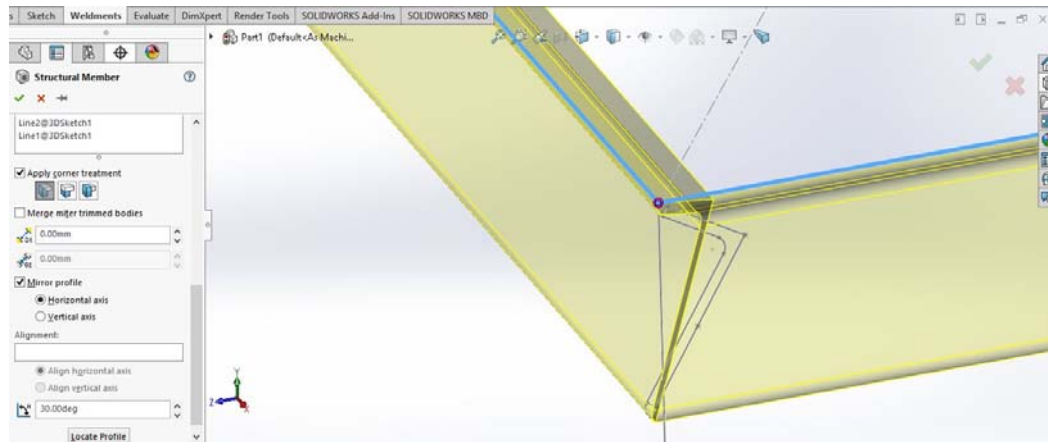 s Sketch Weldments Evaluate DimXpert Render Tools SOLIDWORKS Add-Ins SOLIDWORKS MBD
Part1 (Default<As Machi...
Structural Member
Line2@3DSketch1
Line1@3DSketch1
Apply corner treatment
Merge miter trimmed bodies
0.00mm
0.00mm
Mirror profile
Horizontal axis
Vertical axis
Alignment:
Align horizontal axis
Align vertical axis
30.00deg
Locate Profile
Y
Z
X